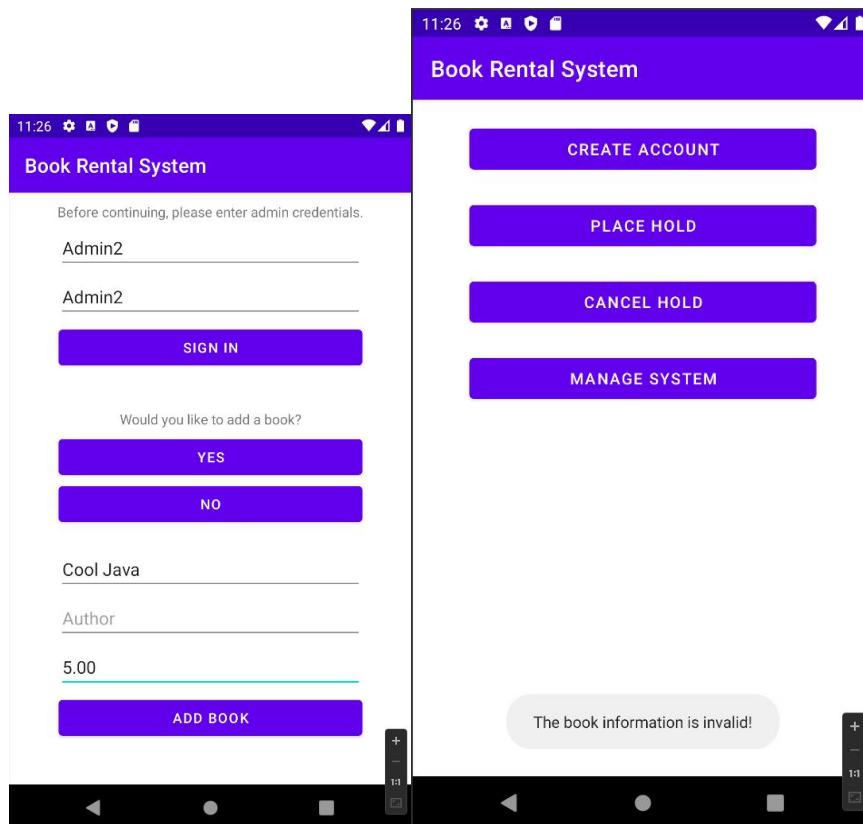 11:26
Book Rental System
Before continuing, please enter admin credentials.
Admin2
Admin2
SIGN IN
Would you like to add a book?
YES
NO
Cool Java
Author
5.00
ADD BOOK
1:1
11:26
Book Rental System
CREATE ACCOUNT
PLACE HOLD
CANCEL HOLD
MANAGE SYSTEM
The book information is invalid!
1:1